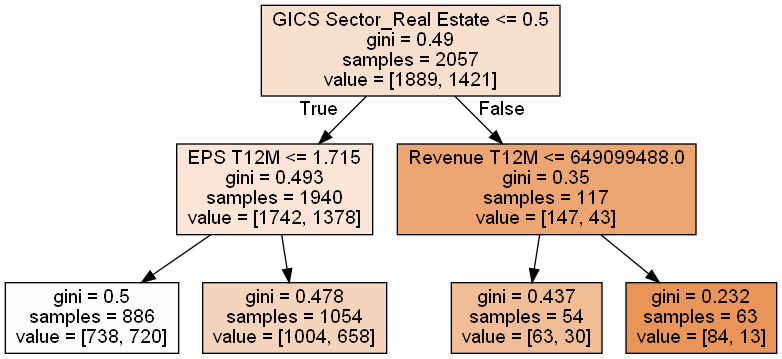 GICS Sector_Real Estate <= 0.5
gini = 0.49
samples = 2057
value = [1889, 1421]
True
False
EPS T12M <= 1.715
gini = 0.493
samples = 1940
value = [1742, 1378]
Revenue T12M <= 649099488.0
gini = 0.35
samples = 117
value = [147, 43]
gini = 0.5
samples = 886
value = [738, 720]
gini = 0.478
samples = 1054
value = [1004, 658]
gini = 0.437
samples = 54
value = [63, 30]
gini = 0.232
samples = 63
value = [84, 13]